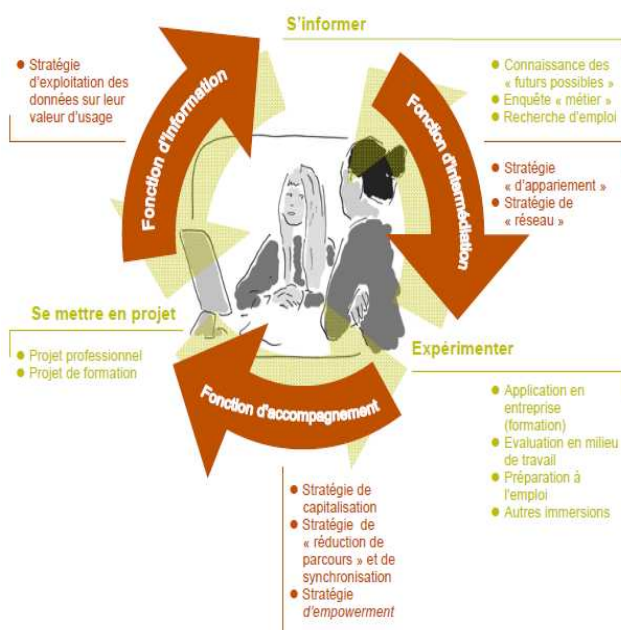 S'informer
● Stratégie
d'exploitation des
données sur leur
valeur d'usage
Fonction d'information
● Connaissance des
« futurs possibles »
● Enquête « métier »
● Recherche d'emploi
Fonction d'intermédiation
● Stratégie
« d'appariement »
● Stratégie de
« réseau »
Se mettre en projet
● Projet professionnel
● Projet de formation
Expérimenter
● Application en
entreprise
(formation)
● Evaluation en milieu
de travail
● Préparation à
l'emploi
● Autres immersions
Fonction d'accompagnement
● Stratégie de
capitalisation
● Stratégie de
« réduction de
parcours » et de
synchronisation
● Stratégie
d'empowerment